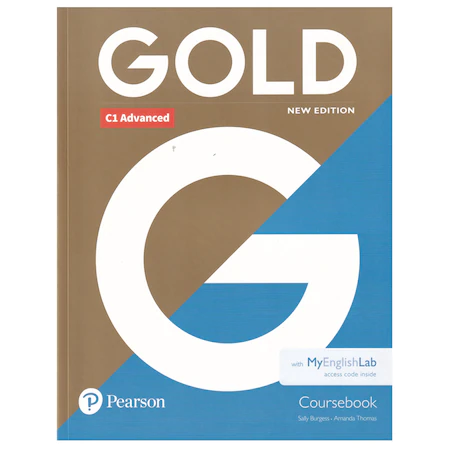 GOLD
NEW EDITION
C1 Advanced
G
with MyEnglishLab
access code inside
Pearson
Coursebook
Sally Burgess • Amanda Thomas